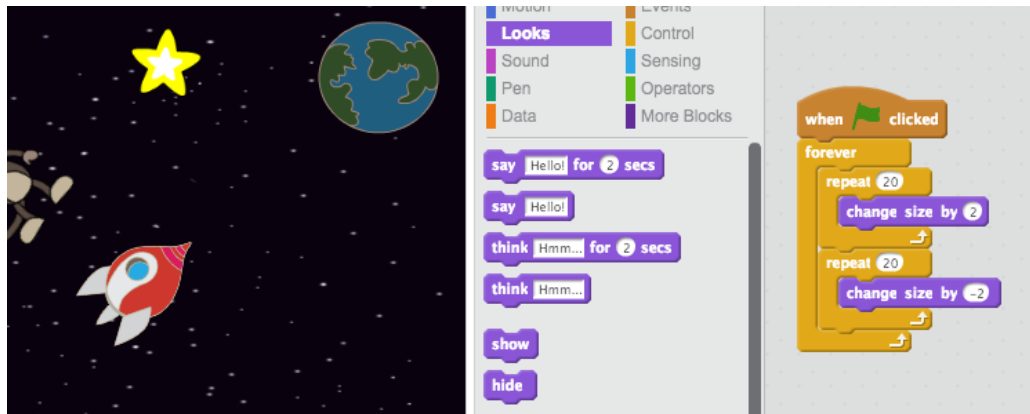 Motion Events
Looks Control
Sound Sensing
Pen Operators
Data More Blocks
say Hello! for 2 secs
say Hello!
think Hmm... for 2 secs
think Hmm...
show
hide
when clicked
forever
repeat 20
change size by 2
repeat 20
change size by -2